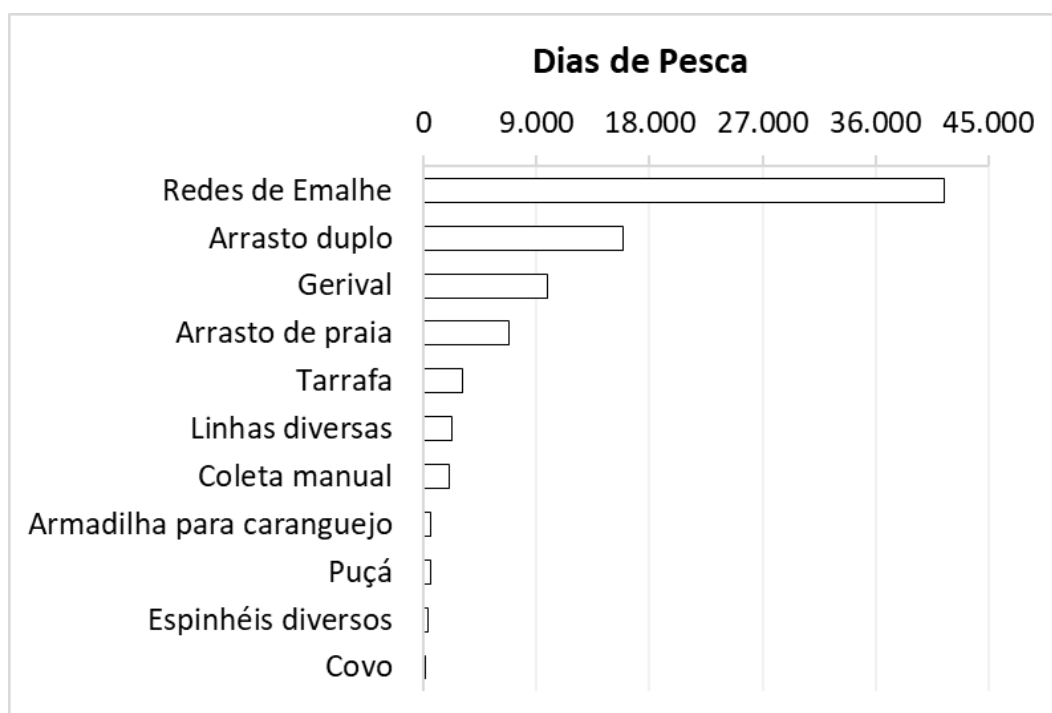 Dias de Pesca
0 9.000 18.000 27.000 36.000 45.000
Redes de Emalhe
Arrasto duplo
Gerival
Arrasto de praia
Tarrafa
Linhas diversas
Coleta manual
Armadilha para caranguejo
Puçá
Espinhéis diversos
Covo